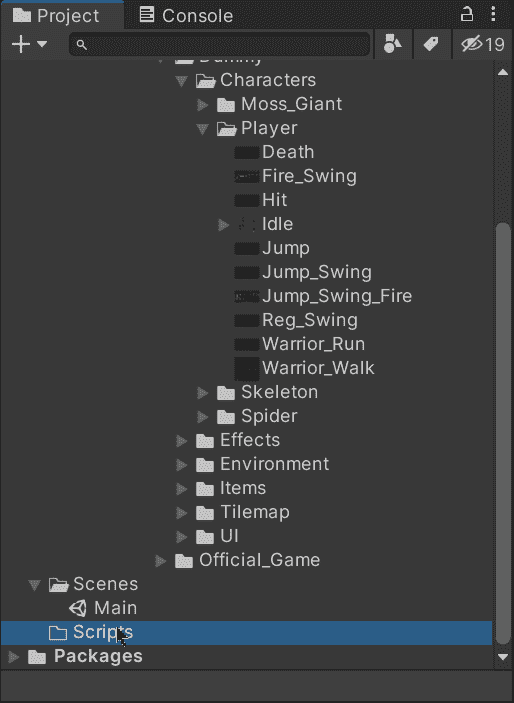 Project Console
19
Dummy
Characters
Moss_Giant
Player
Death
Fire_Swing
Hit
Idle
Jump
Jump_Swing
Jump_Swing_Fire
Reg_Swing
Warrior_Run
Warrior_Walk
Skeleton
Spider
Effects
Environment
Items
Tilemap
UI
Official_Game
Scenes
Main
Scripts
Packages